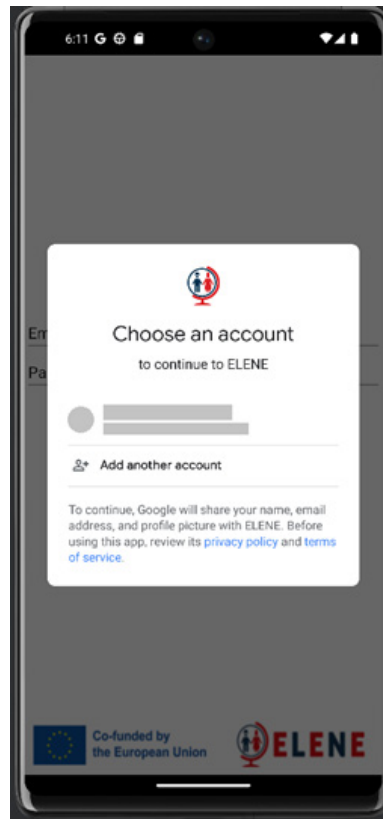 6:11 G
Choose an account
to continue to ELENE
Em
Pa
Add another account
To continue, Google will share your name, email
address, and profile picture with ELENE. Before
using this app, review its privacy policy and terms
of service.
Co-funded by
the European Union
ELENE